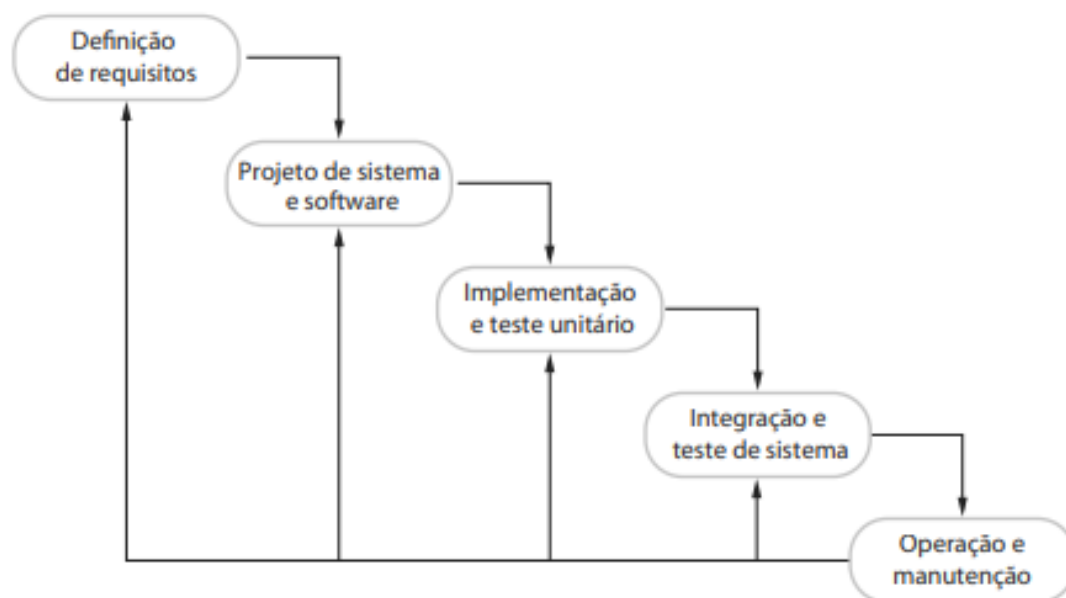 Definição
de requisitos
Projeto de sistema
e software
Implementação
e teste unitário
Integração e
teste de sistema
Operação e
manutenção